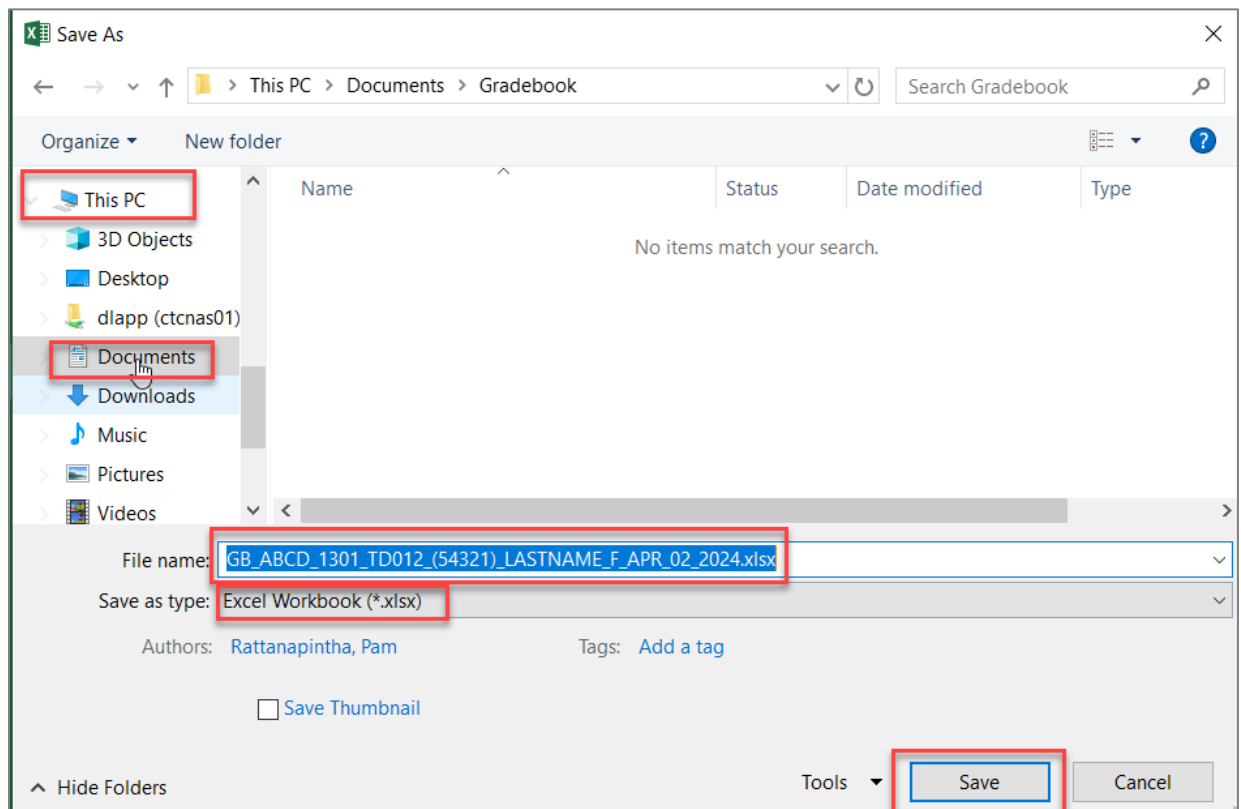 Save As
This PC > Documents > Gradebook
Search Gradebook
Organize
New folder
?
This PC
Name
Status
Date modified
Type
3D Objects
No items match your search.
Desktop
dlapp (ctcnas01)
Documents
Downloads
Music
Pictures
Videos
File name: GB_ABCD_1301_TD012_(54321)_LASTNAME_F_APR_02_2024.xlsx
Save as type: Excel Workbook (*.xlsx)
Authors: Rattanapintha, Pam
Tags: Add a tag
Save Thumbnail
Hide Folders
Tools
Save
Cancel